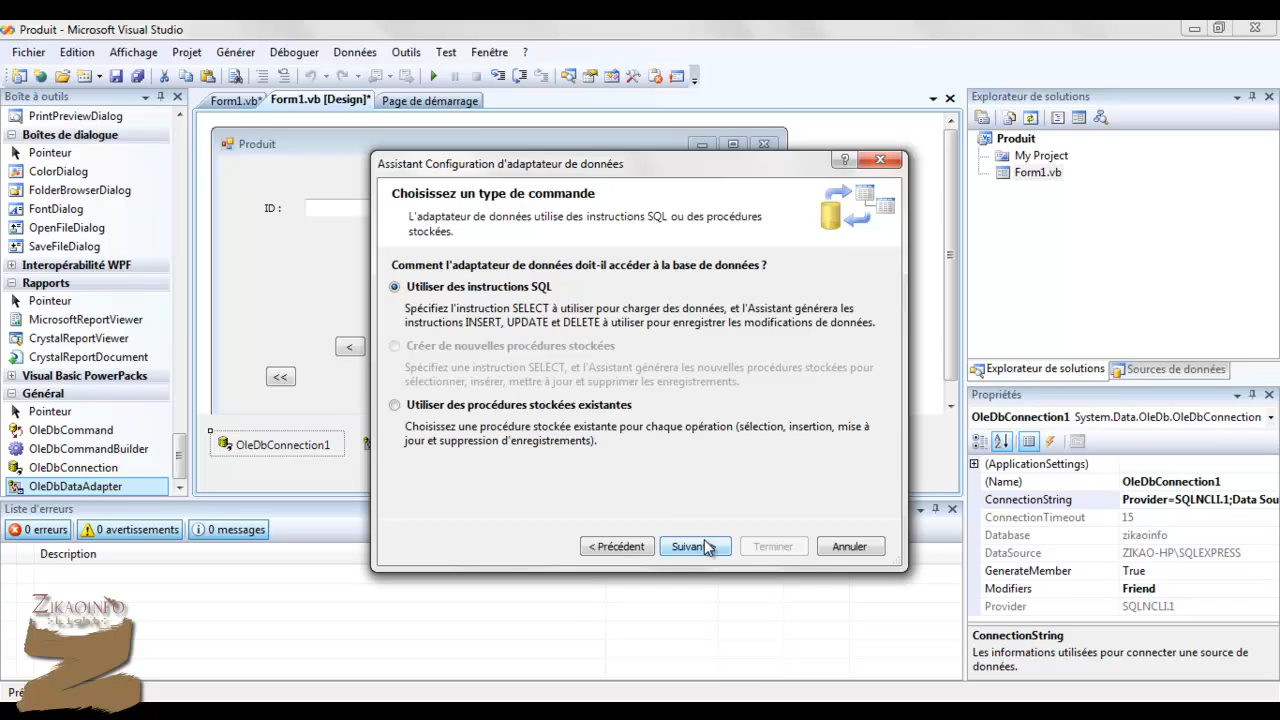 Produit - Microsoft Visual Studio
Fichier Edition Affichage Projet Générer Déboguer Données Outils Test Fenêtre ?
Boîte à outils
PrintPreviewDialog
Boîtes de dialogue
Pointeur
ColorDialog
FolderBrowserDialog
FontDialog
OpenFileDialog
SaveFileDialog
Interopérabilité WPF
Rapports
Pointeur
MicrosoftReportViewer
CrystalReportViewer
CrystalReportDocument
Visual Basic PowerPacks
Général
Pointeur
OleDbCommand
OleDbCommandBuilder
OleDbConnection
OleDbDataAdapter
Form1.vb* Form1.vb [Design]* Page de démarrage
Produit
ID :
<
<<
OleDbConnection1
Assistant Configuration d'adaptateur de données
?
Choisissez un type de commande
L'adaptateur de données utilise des instructions SQL ou des procédures
stockées.
Comment l'adaptateur de données doit-il accéder à la base de données ?
Utiliser des instructions SQL
Spécifiez l'instruction SELECT à utiliser pour charger des données, et l'Assistant générera les
instructions INSERT, UPDATE et DELETE à utiliser pour enregistrer les modifications de données.
Créer de nouvelles procédures stockées
Spécifiez une instruction SELECT, et l'Assistant générera les nouvelles procédures stockées pour
sélectionner, insérer, mettre à jour et supprimer les enregistrements.
Utiliser des procédures stockées existantes
Choisissez une procédure stockée existante pour chaque opération (sélection, insertion, mise à
jour et suppression d'enregistrements).
< Précédent Suivan Terminer Annuler
Explorateur de solutions
Produit
My Project
Form1.vb
Explorateur de solutions Sources de données
Propriétés
OleDbConnection1 System.Data.OleDb.OleDbConnection
(ApplicationSettings)
(Name) OleDbConnection1
ConnectionString Provider=SQLNCLI.1;Data Sou
ConnectionTimeout 15
Database zikaoinfo
DataSource ZIKAO-HP\SQLEXPRESS
GenerateMember True
Modifiers Friend
Provider SQLNCLI.1
ConnectionString
Les informations utilisées pour connecter une source de
données.
Liste d'erreurs
0 erreurs 0 avertissements 0 messages
Description
ZIKAOINFO
Light
Z